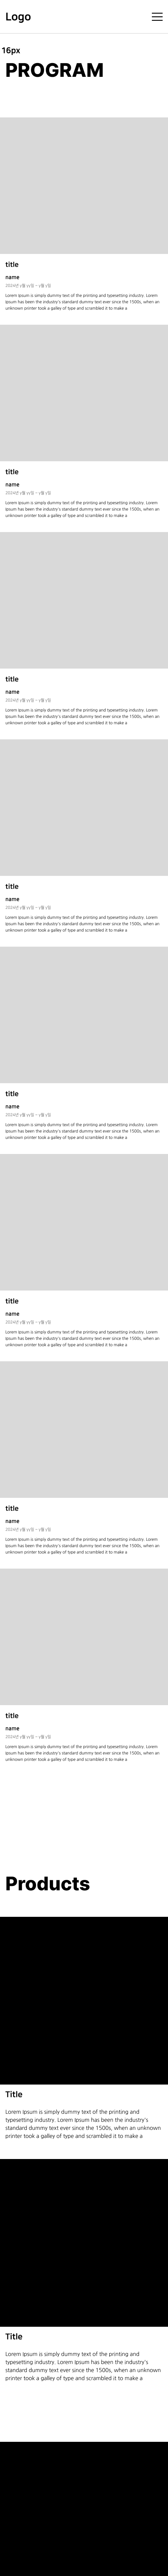 Logo
16px
PROGRAM
title
name
Lorem Ipsum is simply dummy text of the printing and typesetting industry. Lorem
Ipsum has been the industry's standard dummy text ever since the 1500s, when an
unknown printer took a galley of type and scrambled it to make a
title
name
Lorem Ipsum is simply dummy text of the printing and typesetting industry. Lorem
Ipsum has been the industry's standard dummy text ever since the 1500s, when an
unknown printer took a galley of type and scrambled it to make a
title
name
Lorem Ipsum is simply dummy text of the printing and typesetting industry. Lorem
Ipsum has been the industry's standard dummy text ever since the 1500s, when an
unknown printer took a galley of type and scrambled it to make a
title
name
Lorem Ipsum is simply dummy text of the printing and typesetting industry. Lorem
Ipsum has been the industry's standard dummy text ever since the 1500s, when an
unknown printer took a galley of type and scrambled it to make a
title
name
Lorem Ipsum is simply dummy text of the printing and typesetting industry. Lorem
Ipsum has been the industry's standard dummy text ever since the 1500s, when an
unknown printer took a galley of type and scrambled it to make a
title
name
Lorem Ipsum is simply dummy text of the printing and typesetting industry. Lorem
Ipsum has been the industry's standard dummy text ever since the 1500s, when an
unknown printer took a galley of type and scrambled it to make a
title
name
Lorem Ipsum is simply dummy text of the printing and typesetting industry. Lorem
Ipsum has been the industry's standard dummy text ever since the 1500s, when an
unknown printer took a galley of type and scrambled it to make a
title
name
Lorem Ipsum is simply dummy text of the printing and typesetting industry. Lorem
Ipsum has been the industry's standard dummy text ever since the 1500s, when an
unknown printer took a galley of type and scrambled it to make a
Products
Title
Lorem Ipsum is simply dummy text of the printing and
typesetting industry. Lorem Ipsum has been the industry's
standard dummy text ever since the 1500s, when an unknown
printer took a galley of type and scrambled it to make a
Title
Lorem Ipsum is simply dummy text of the printing and
typesetting industry. Lorem Ipsum has been the industry's
standard dummy text ever since the 1500s, when an unknown
printer took a galley of type and scrambled it to make a